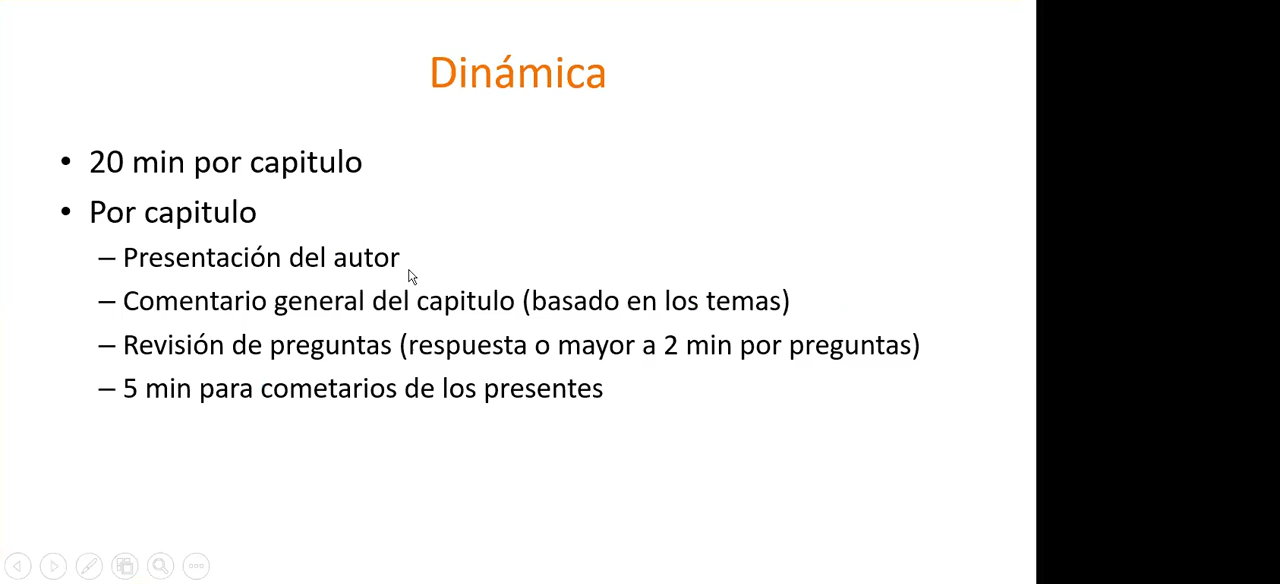 Dinámica
• 20 min por capitulo
• Por capitulo
– Presentación del autor
– Comentario general del capitulo (basado en los temas)
– Revisión de preguntas (respuesta o mayor a 2 min por preguntas)
– 5 min para cometarios de los presentes